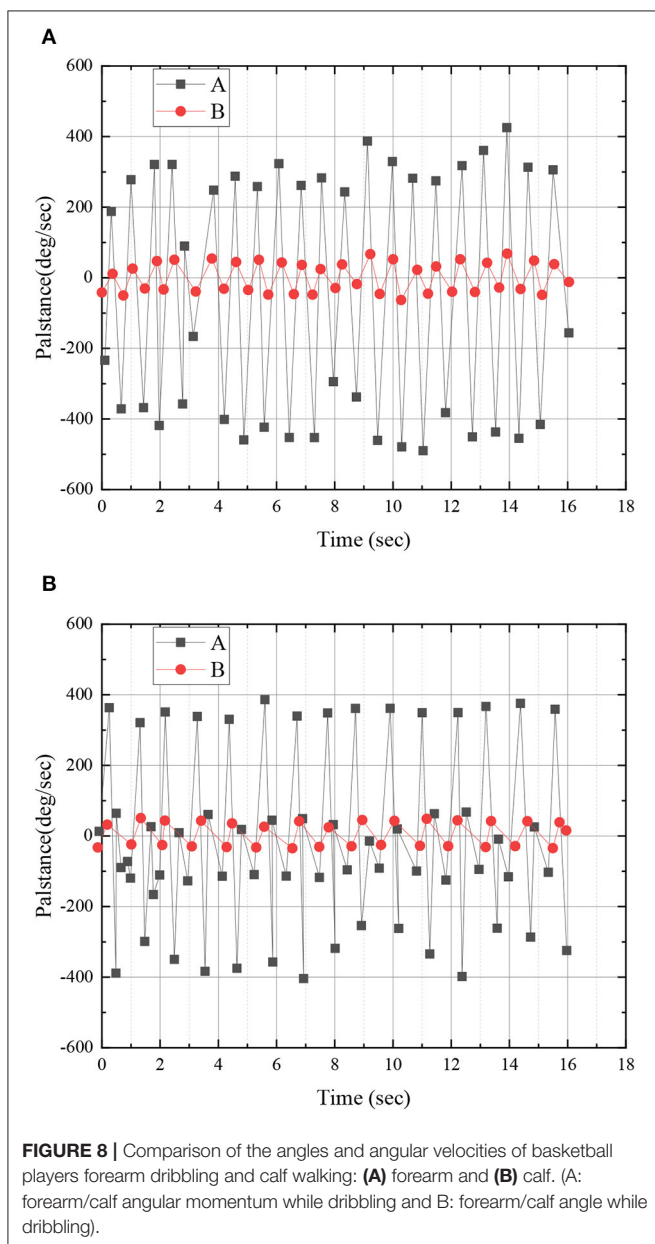 A
600
400
200
0
-200
-400
-600
Palstance(deg/sec)
A
B
0 2 4 6 8 10 12 14 16 18
Time (sec)
B
600
400
200
0
-200
-400
-600
Palstance(deg/sec)
A
B
0 2 4 6 8 10 12 14 16 18
Time (sec)
FIGURE 8 | Comparison of the angles and angular velocities of basketball
players forearm dribbling and calf walking: (A) forearm and (B) calf. (A:
forearm/calf angular momentum while dribbling and B: forearm/calf angle while
dribbling).